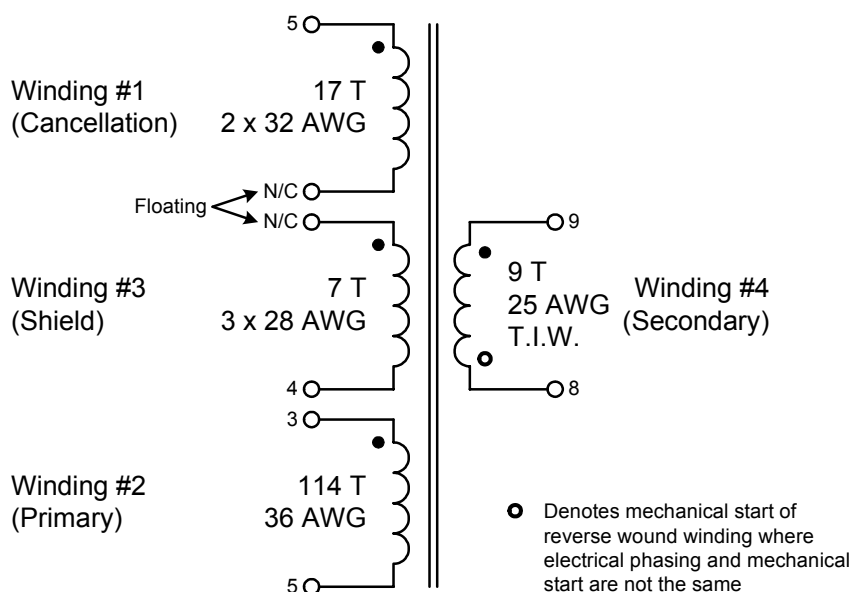 5
Winding #1
(Cancellation)
17 T
2 x 32 AWG
N/C
Floating
N/C
9
Winding #3
(Shield)
7 T
3 x 28 AWG
9 T
25 AWG
T.I.W.
Winding #4
(Secondary)
4
8
3
Winding #2
(Primary)
114 T
36 AWG
5
Denotes mechanical start of
reverse wound winding where
electrical phasing and mechanical
start are not the same